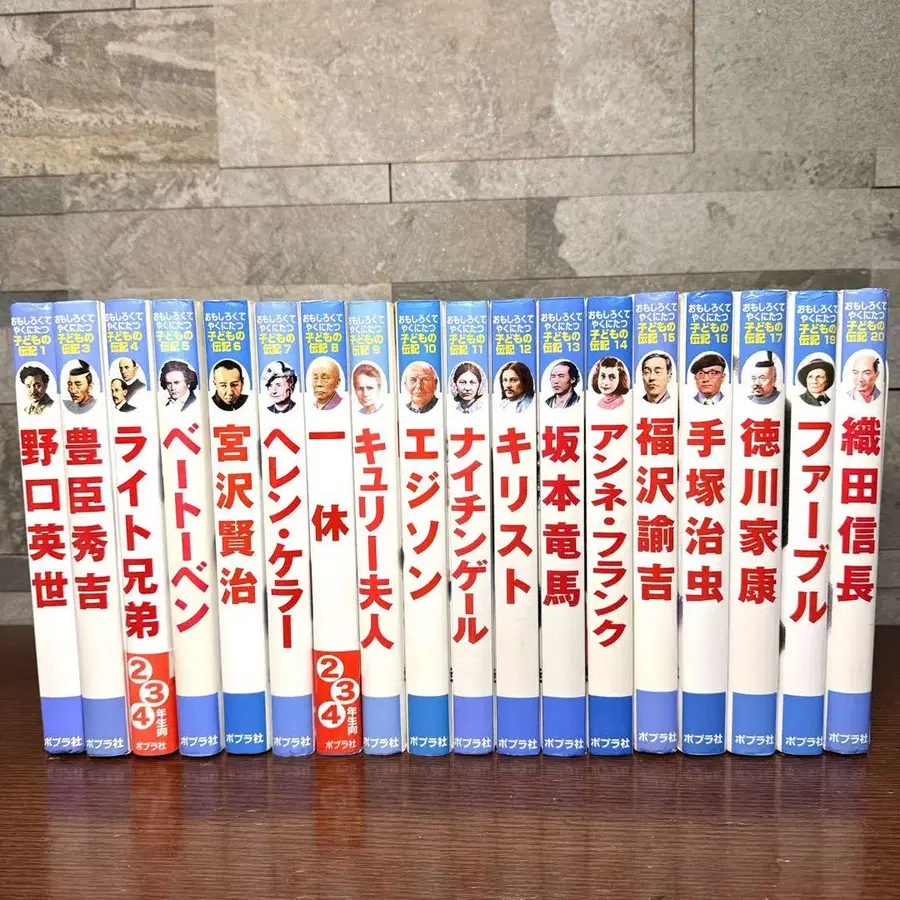 おもしろくて
やくにたつ
子どもの
伝記 1
野口英世
ポプラ社
おもしろくて
やくにたつ
子どもの
伝記 3
豊臣秀吉
ポプラ社
おもしろくて
やくにたつ
子どもの
伝記 4
ライト兄弟
2 3 4年生向
ポプラ社
おもしろくて
やくにたつ
子どもの
伝記 5
ベートーベン
ポプラ社
おもしろくて
やくにたつ
子どもの
伝記 6
宮沢賢治
ポプラ社
おもしろくて
やくにたつ
子どもの
伝記 7
ヘレン・ケラー
ポプラ社
おもしろくて
やくにたつ
子どもの
伝記 8
一休
2 3 4年生向
ポプラ社
おもしろくて
やくにたつ
子どもの
伝記 9
キュリー夫人
ポプラ社
おもしろくて
やくにたつ
子どもの
伝記 10
エジソン
ポプラ社
おもしろくて
やくにたつ
子どもの
伝記 11
ナイチンゲール
ポプラ社
おもしろくて
やくにたつ
子どもの
伝記 12
キリスト
ポプラ社
おもしろくて
やくにたつ
子どもの
伝記 13
坂本竜馬
ポプラ社
おもしろくて
やくにたつ
子どもの
伝記 14
アンネ・フランク
ポプラ社
おもしろくて
やくにたつ
子どもの
伝記 15
福沢諭吉
ポプラ社
おもしろくて
やくにたつ
子どもの
伝記 16
手塚治虫
ポプラ社
おもしろくて
やくにたつ
子どもの
伝記 17
徳川家康
ポプラ社
おもしろくて
やくにたつ
子どもの
伝記 19
ファーブル
ポプラ社
おもしろくて
やくにたつ
子どもの
伝記 20
織田信長
ポプラ社